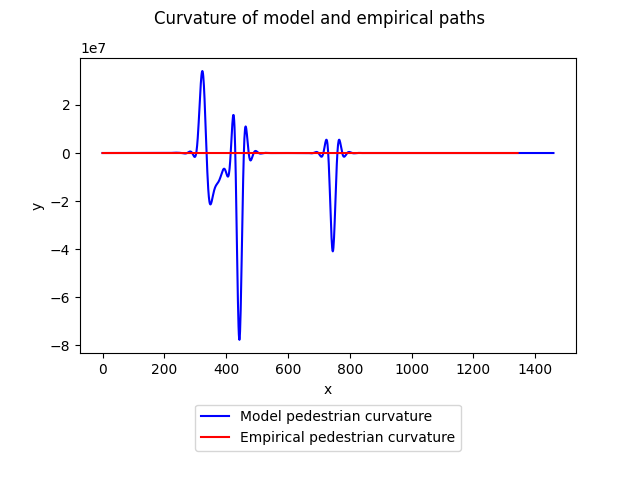 Curvature of model and empirical paths
1e7
2
0
−2
−4
−6
−8
y
0 200 400 600 800 1000 1200 1400
x
Model pedestrian curvature
Empirical pedestrian curvature